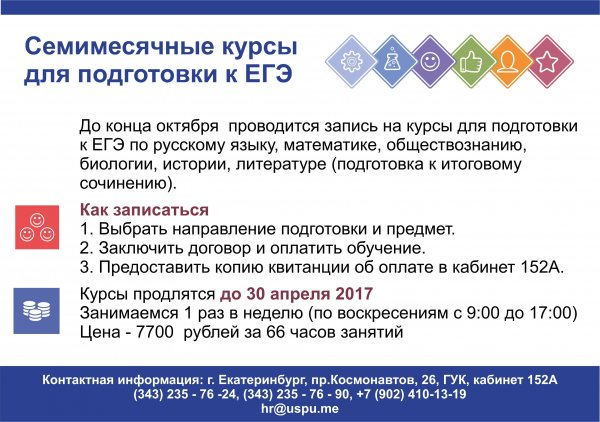 Семимесячные курсы
для подготовки к ЕГЭ
До конца октября проводится запись на курсы для подготовки
к ЕГЭ по русскому языку, математике, обществознанию,
биологии, истории, литературе (подготовка к итоговому
сочинению).
Как записаться
1. Выбрать направление подготовки и предмет.
2. Заключить договор и оплатить обучение.
3. Предоставить копию квитанции об оплате в кабинет 152А.
Курсы продлятся до 30 апреля 2017
Занимаемся 1 раз в неделю (по воскресениям с 9:00 до 17:00)
Цена - 7700 рублей за 66 часов занятий
Контактная информация: г. Екатеринбург, пр.Космонавтов, 26, ГУК, кабинет 152А
(343) 235 - 76 -24, (343) 235 - 76 - 90, +7 (902) 410-13-19
hr@uspu.me